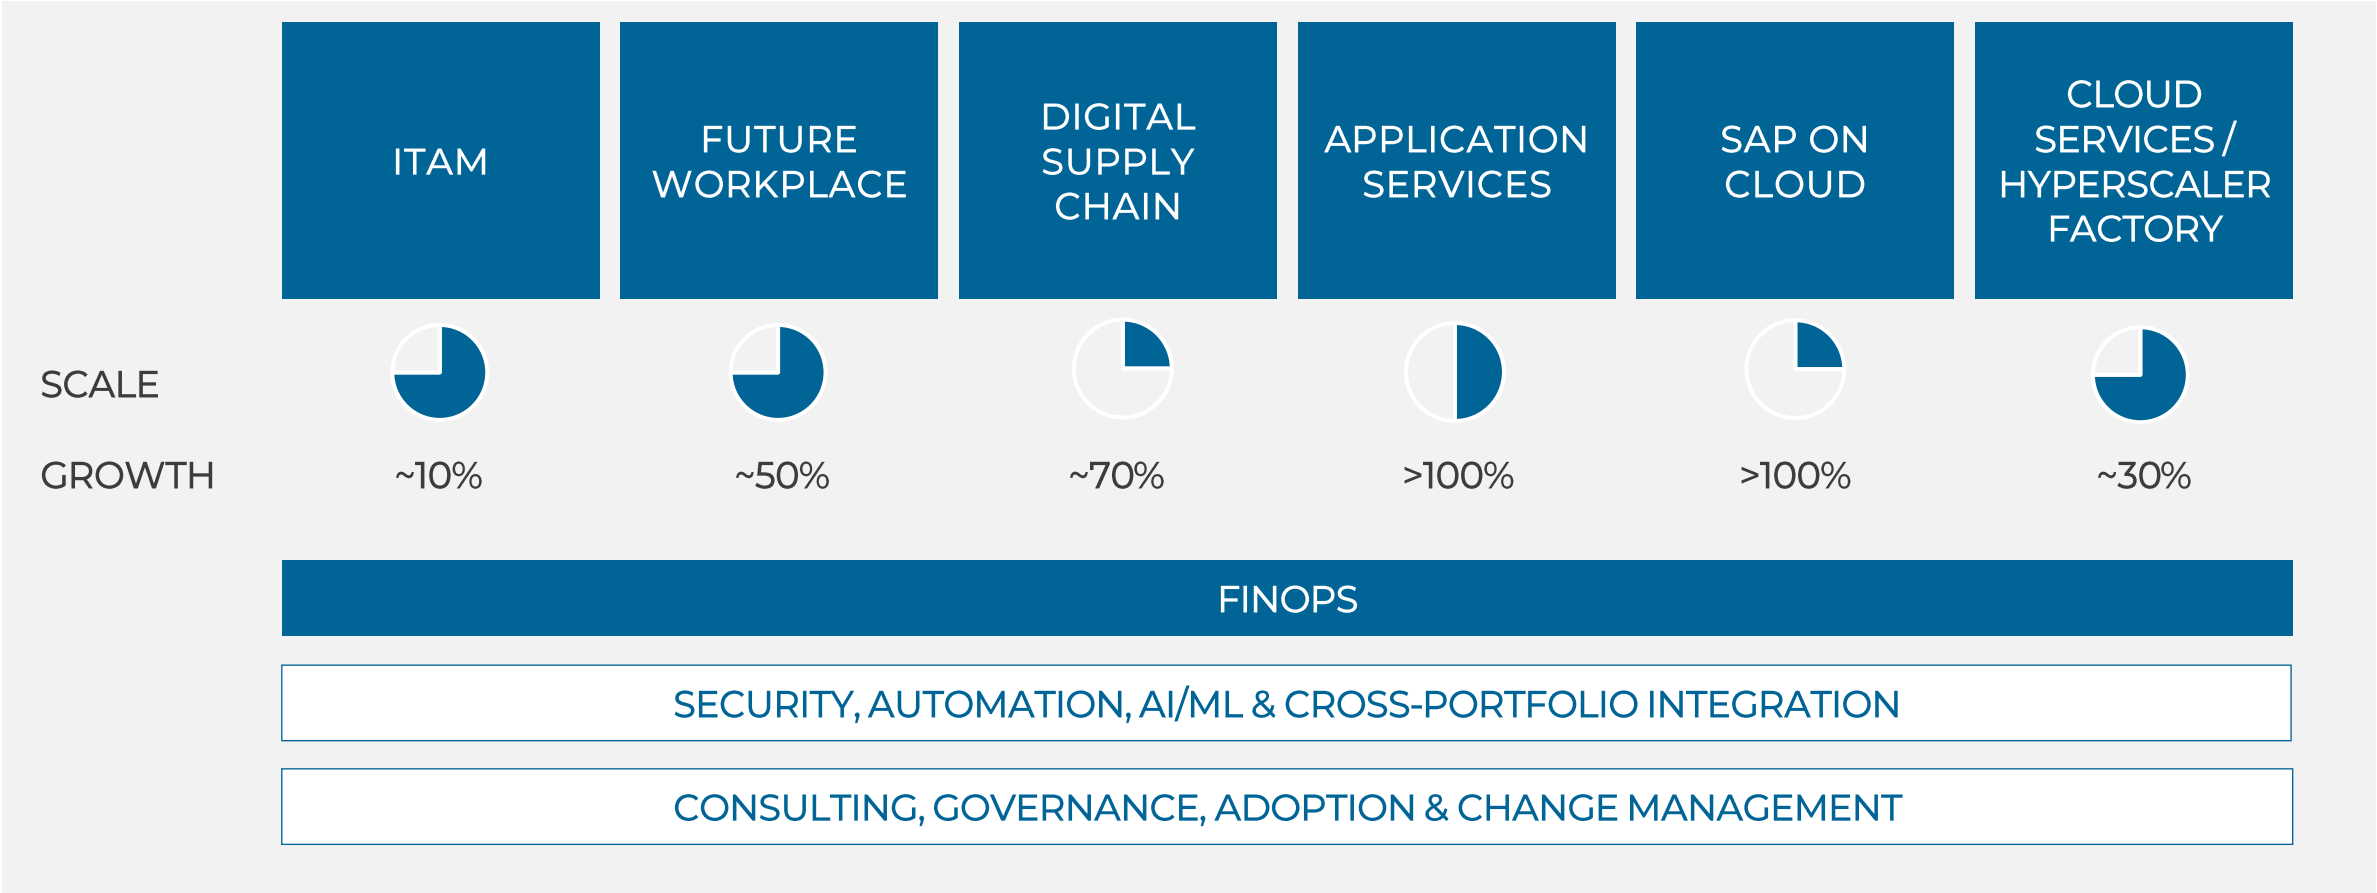 ITAM
FUTURE
WORKPLACE
DIGITAL
SUPPLY
CHAIN
APPLICATION
SERVICES
SAP ON
CLOUD
CLOUD
SERVICES /
HYPERSCALER
FACTORY
SCALE
GROWTH ~10% ~50% ~70% >100% >100% ~30%
FINOPS
SECURITY, AUTOMATION, AI/ML & CROSS-PORTFOLIO INTEGRATION
CONSULTING, GOVERNANCE, ADOPTION & CHANGE MANAGEMENT